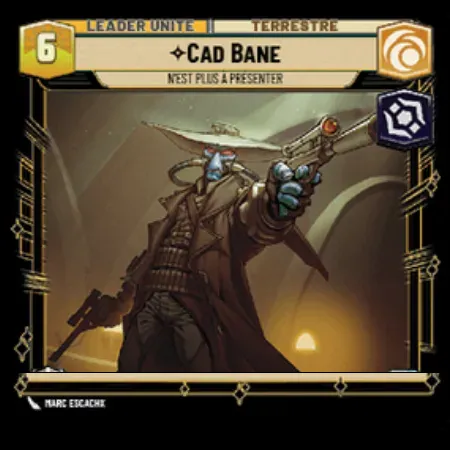 6
LEADER UNITÉ
TERRESTRE
CAD BANE
N'EST PLUS À PRÉSENTER
MARC ESCACHX